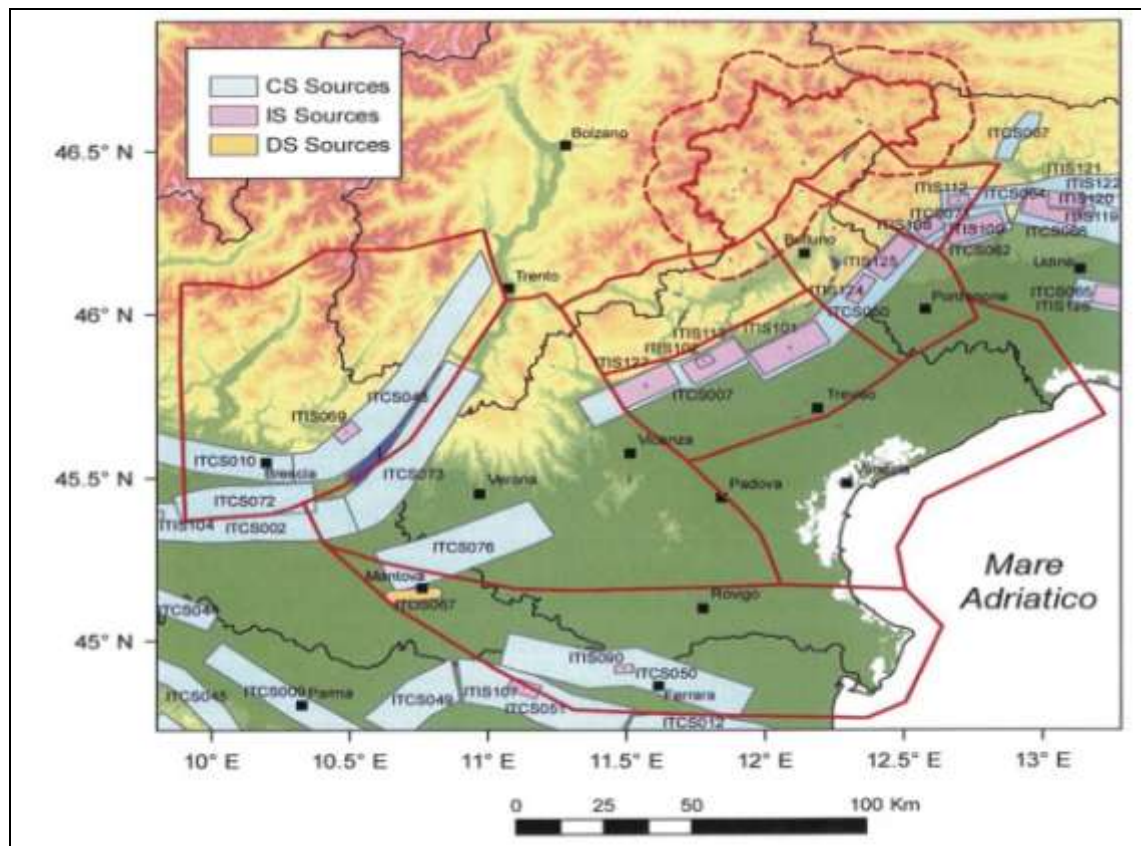 CS Sources
IS Sources
DS Sources
46.5° N
46° N
45.5° N
45° N
Bolzano
ITCS067
ITIS121
ITIS122
ITIS112
ITCS064
ITIS120
ITIS119
ITIS109
ITCS066
ITCS062
Belluno
Udine
ITIS125
Trento
ITIS124
ITCS065
Pordenone
ITIS126
ITCS060
ITIS101
ITIS127
ITCS048
ITCS007
Treviso
ITIS069
Vicenza
ITCS010
Brescia
ITCS073
Verona
Padova
Venezia
ITCS072
ITIS104
ITCS002
ITCS076
Mantova
ITDS067
Rovigo
Mare
Adriatico
ITCS044
ITIS090
ITCS050
Ferrara
ITCS045
ITCS009
Parma
ITCS049
ITIS107
ITCS051
ITCS012
10° E
10.5° E
11° E
11.5° E
12° E
12.5° E
13° E
0
25
50
100 Km